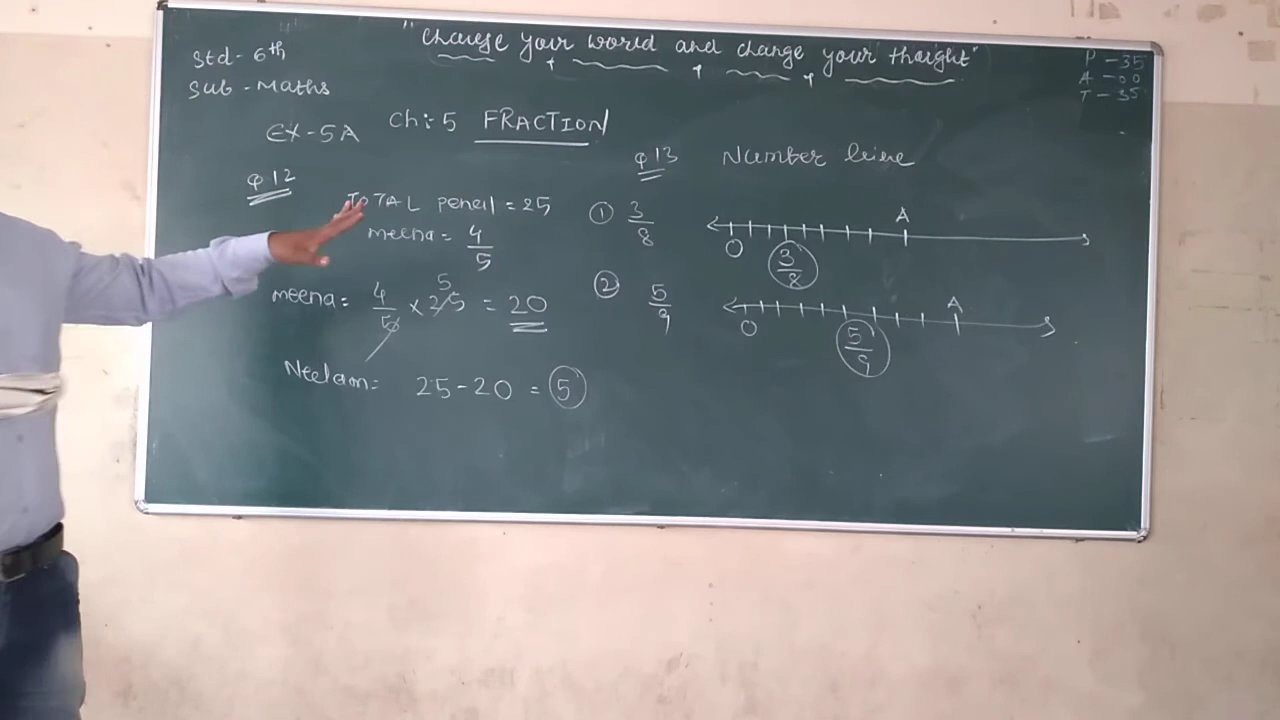 "Change your world and change your thaight"
Std - 6th
Sub - Maths
P - 35
A - 00
T - 35
Ch: 5 FRACTION
EX - 5A
Q 12
TOTAL pencil = 25
meena = 4/5
meena = 4/5 × 25 5 = 20
Neelam = 25 - 20 = 5
Q 13 Number line
① 3/8
0 3/8 A
② 5/9
0 5/9 A